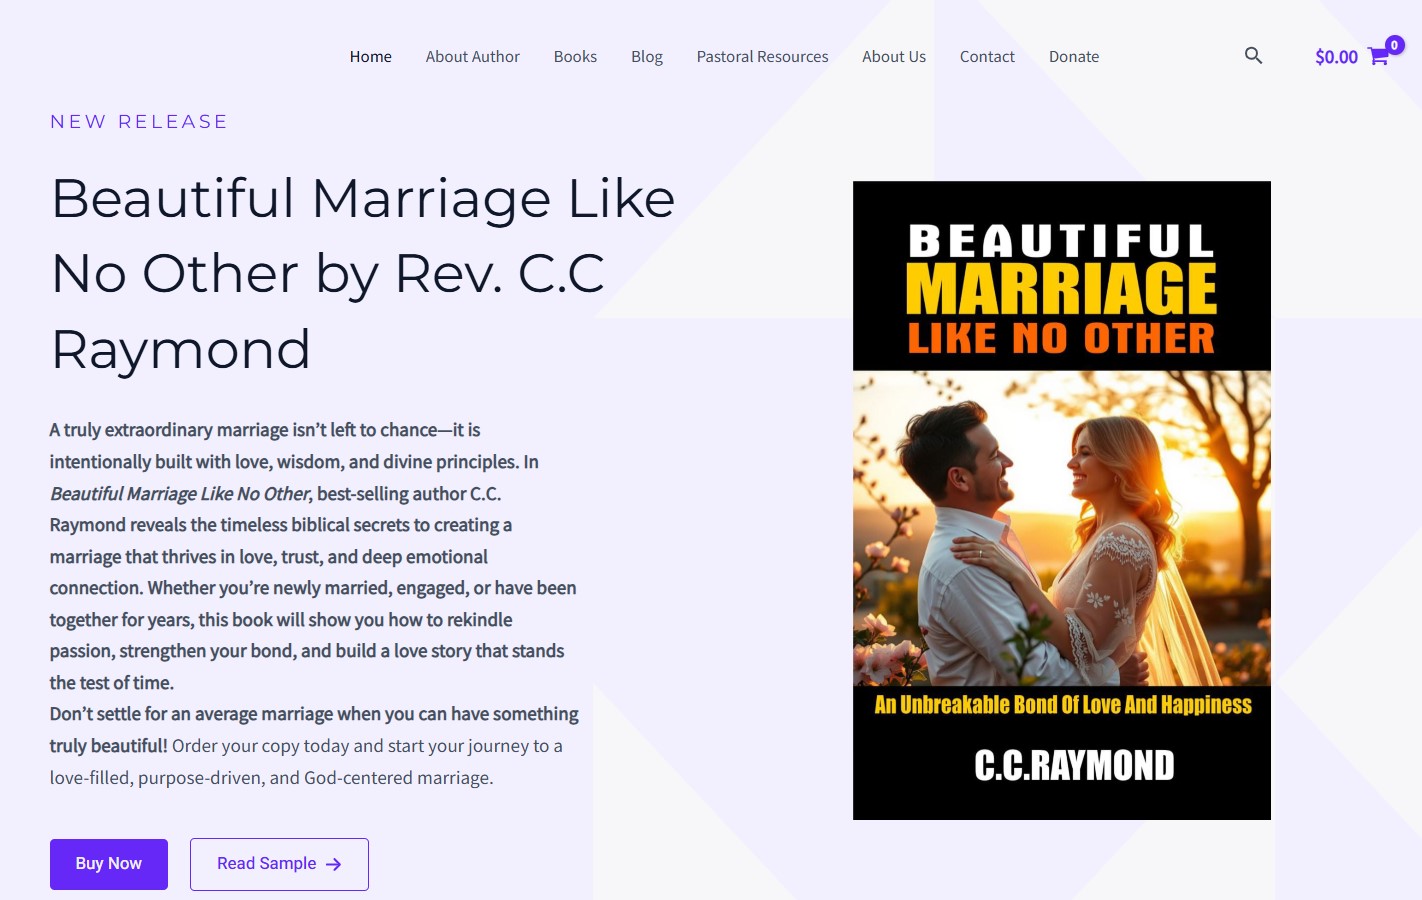 Home About Author Books Blog Pastoral Resources About Us Contact Donate $0.00 0
NEW RELEASE
Beautiful Marriage Like
No Other by Rev. C.C
Raymond
A truly extraordinary marriage isn’t left to chance—it is
intentionally built with love, wisdom, and divine principles. In
Beautiful Marriage Like No Other, best-selling author C.C.
Raymond reveals the timeless biblical secrets to creating a
marriage that thrives in love, trust, and deep emotional
connection. Whether you’re newly married, engaged, or have been
together for years, this book will show you how to rekindle
passion, strengthen your bond, and build a love story that stands
the test of time.
Don’t settle for an average marriage when you can have something
truly beautiful! Order your copy today and start your journey to a
love-filled, purpose-driven, and God-centered marriage.
Buy Now Read Sample →
BEAUTIFUL
MARRIAGE
LIKE NO OTHER
An Unbreakable Bond Of Love And Happiness
C.C.RAYMOND